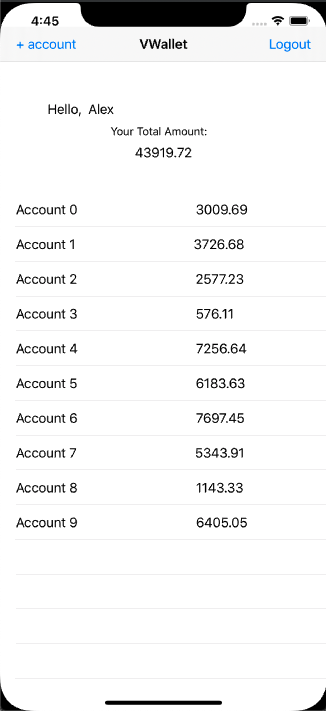 4:45
+ account VWallet Logout
Hello, Alex
Your Total Amount:
43919.72
Account 0 3009.69
Account 1 3726.68
Account 2 2577.23
Account 3 576.11
Account 4 7256.64
Account 5 6183.63
Account 6 7697.45
Account 7 5343.91
Account 8 1143.33
Account 9 6405.05